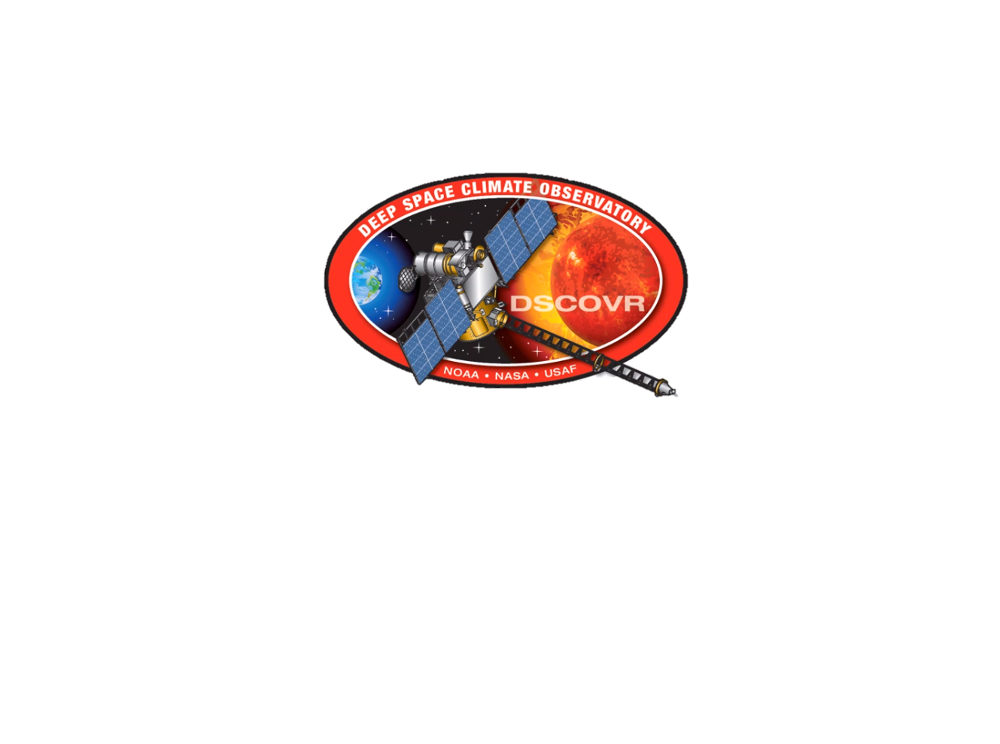 DEEP SPACE CLIMATE OBSERVATORY
DSCOVR
NOAA • NASA • USAF